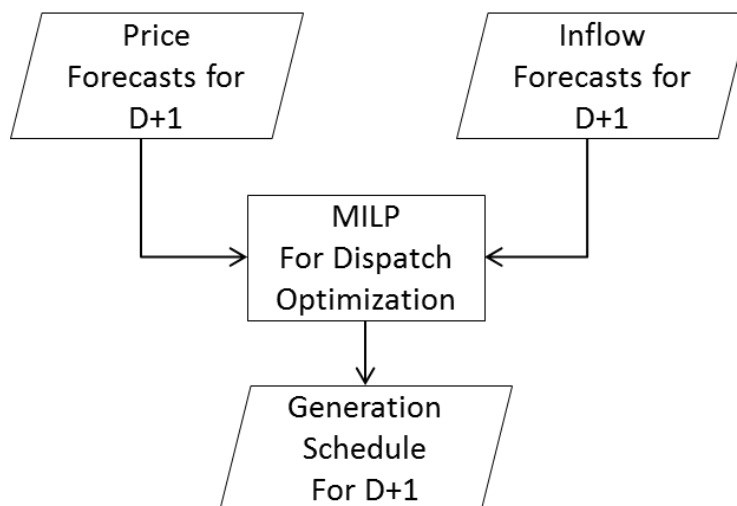 Price
Forecasts for
D+1
Inflow
Forecasts for
D+1
MILP
For Dispatch
Optimization
Generation
Schedule
For D+1